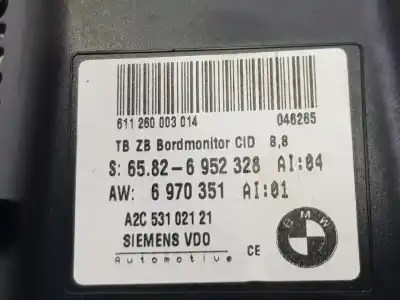 611 260 003 014 046265
TB ZB Bordmonitor CID 8,8
S: 65.82-6 952 328 AI:04
AW: 6 970 351 AI:01
A2C 531 021 21
SIEMENS VDO
Automotive CE
BMW